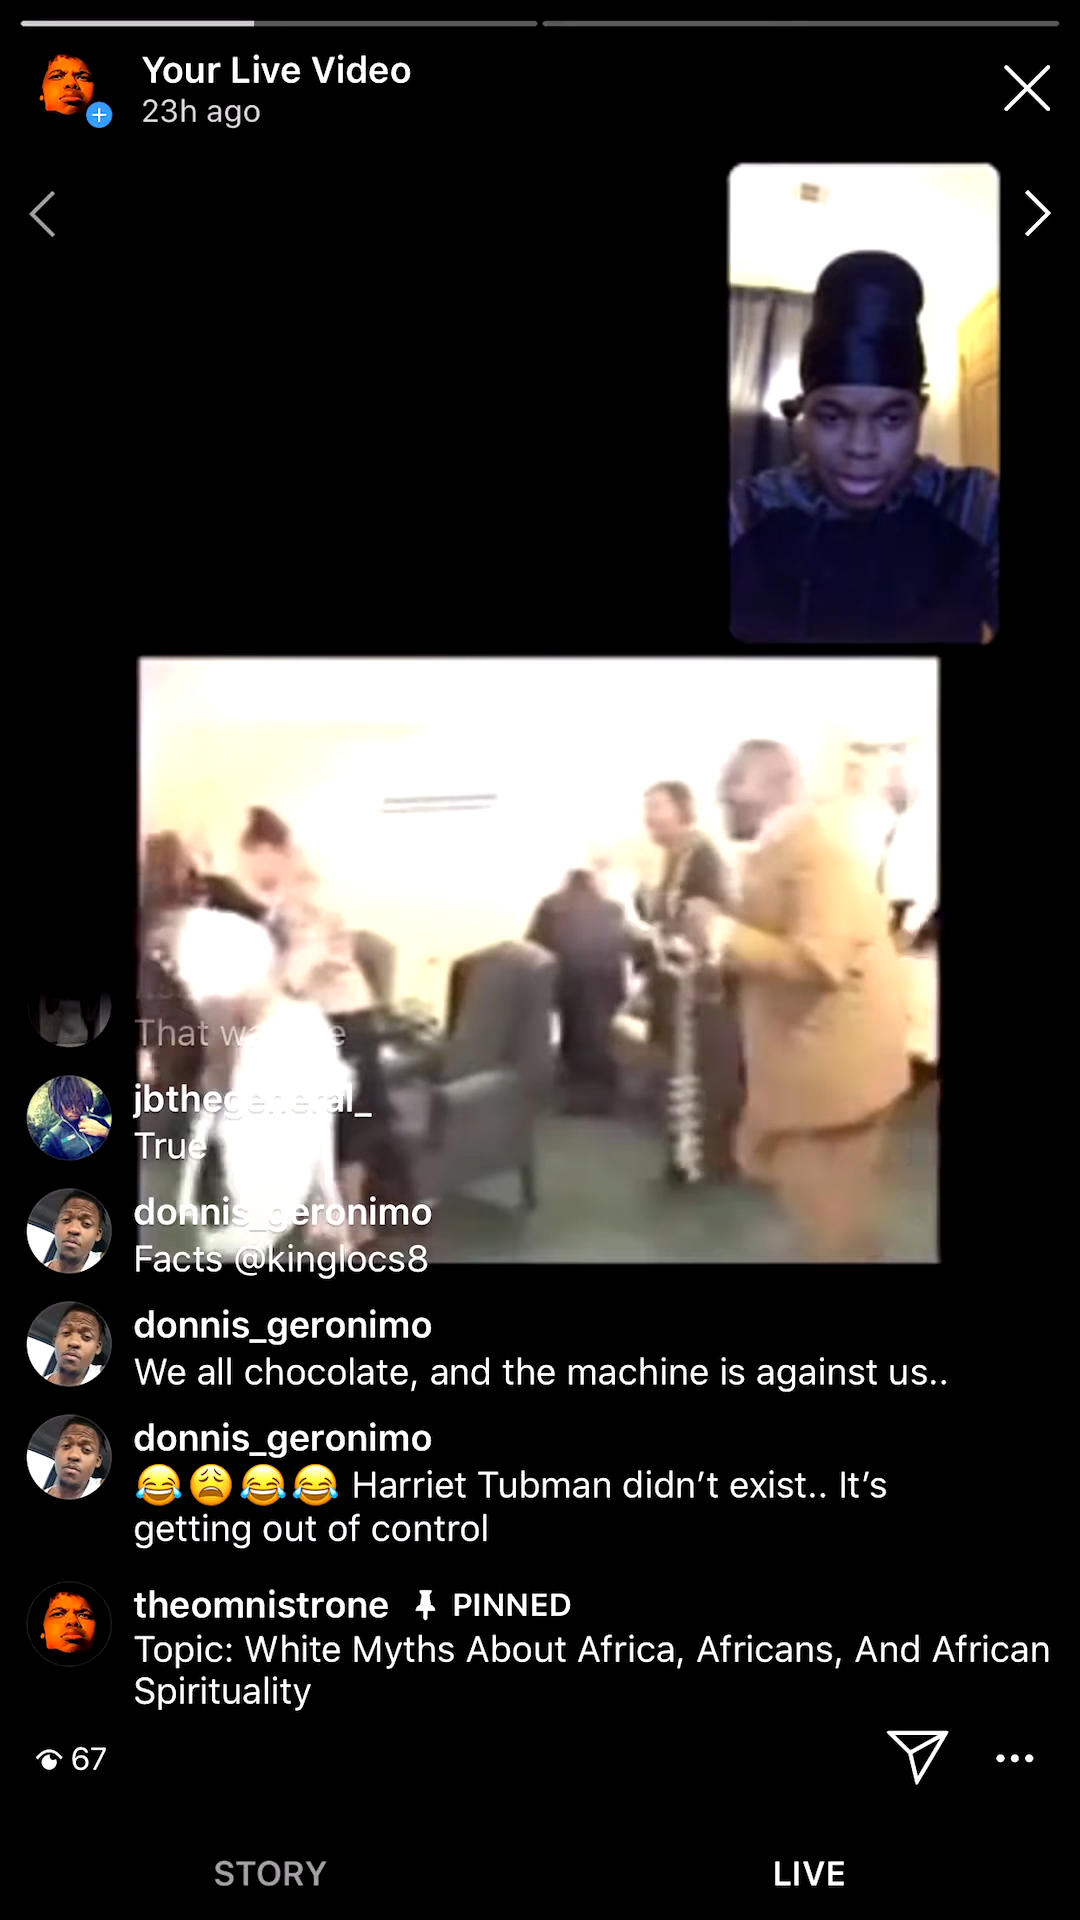 Your Live Video
23h ago
That
jbthegeneral_
True
donnis_geronimo
Facts @kinglocs8
donnis_geronimo
We all chocolate, and the machine is against us..
donnis_geronimo
😂😩😂😂 Harriet Tubman didn’t exist.. It’s
getting out of control
theomnistrone PINNED
Topic: White Myths About Africa, Africans, And African
Spirituality
67
STORY
LIVE